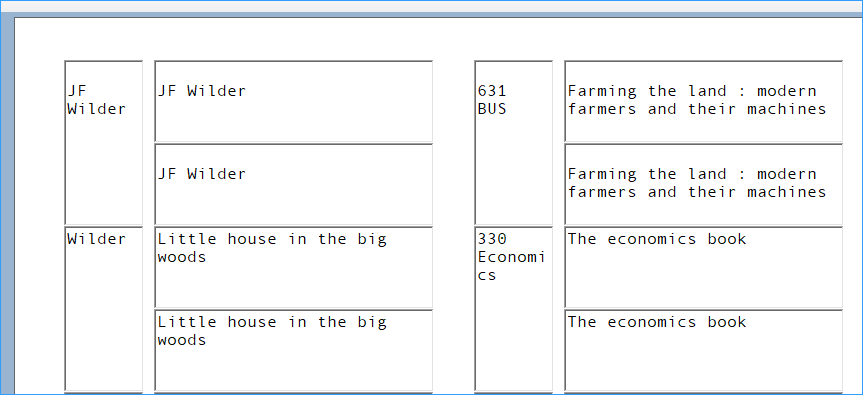 JF
Wilder
JF Wilder
JF Wilder
631
BUS
Farming the land : modern
farmers and their machines
Farming the land : modern
farmers and their machines
Wilder
Little house in the big
woods
Little house in the big
woods
330
Economi
cs
The economics book
The economics book